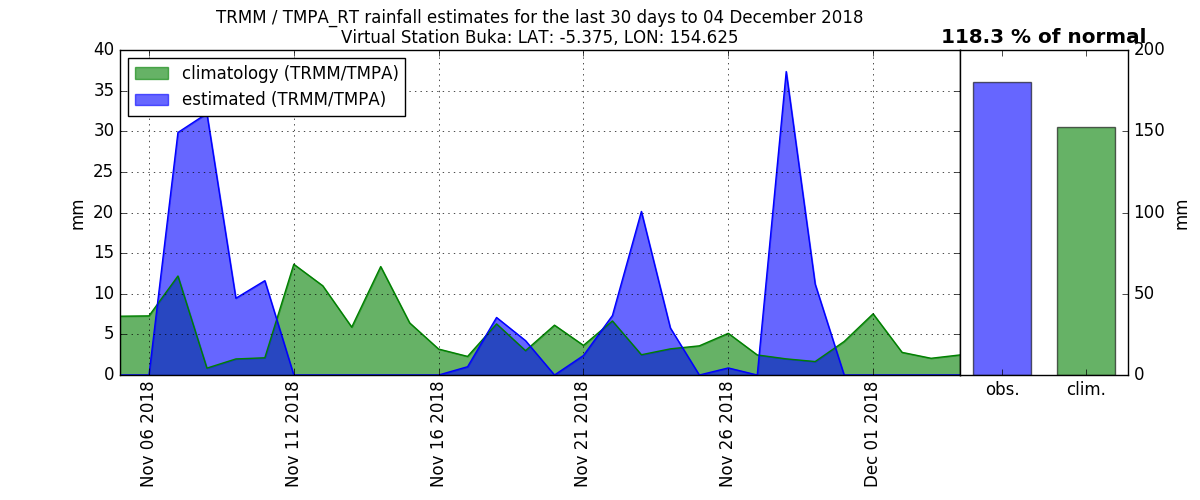 TRMM / TMPA_RT rainfall estimates for the last 30 days to 04 December 2018
Virtual Station Buka: LAT: -5.375, LON: 154.625
118.3 % of normal
climatology (TRMM/TMPA)
estimated (TRMM/TMPA)
mm
40
35
30
25
20
15
10
5
0
Nov 06 2018
Nov 11 2018
Nov 16 2018
Nov 21 2018
Nov 26 2018
Dec 01 2018
obs.
clim.
200
150
100
50
0
mm